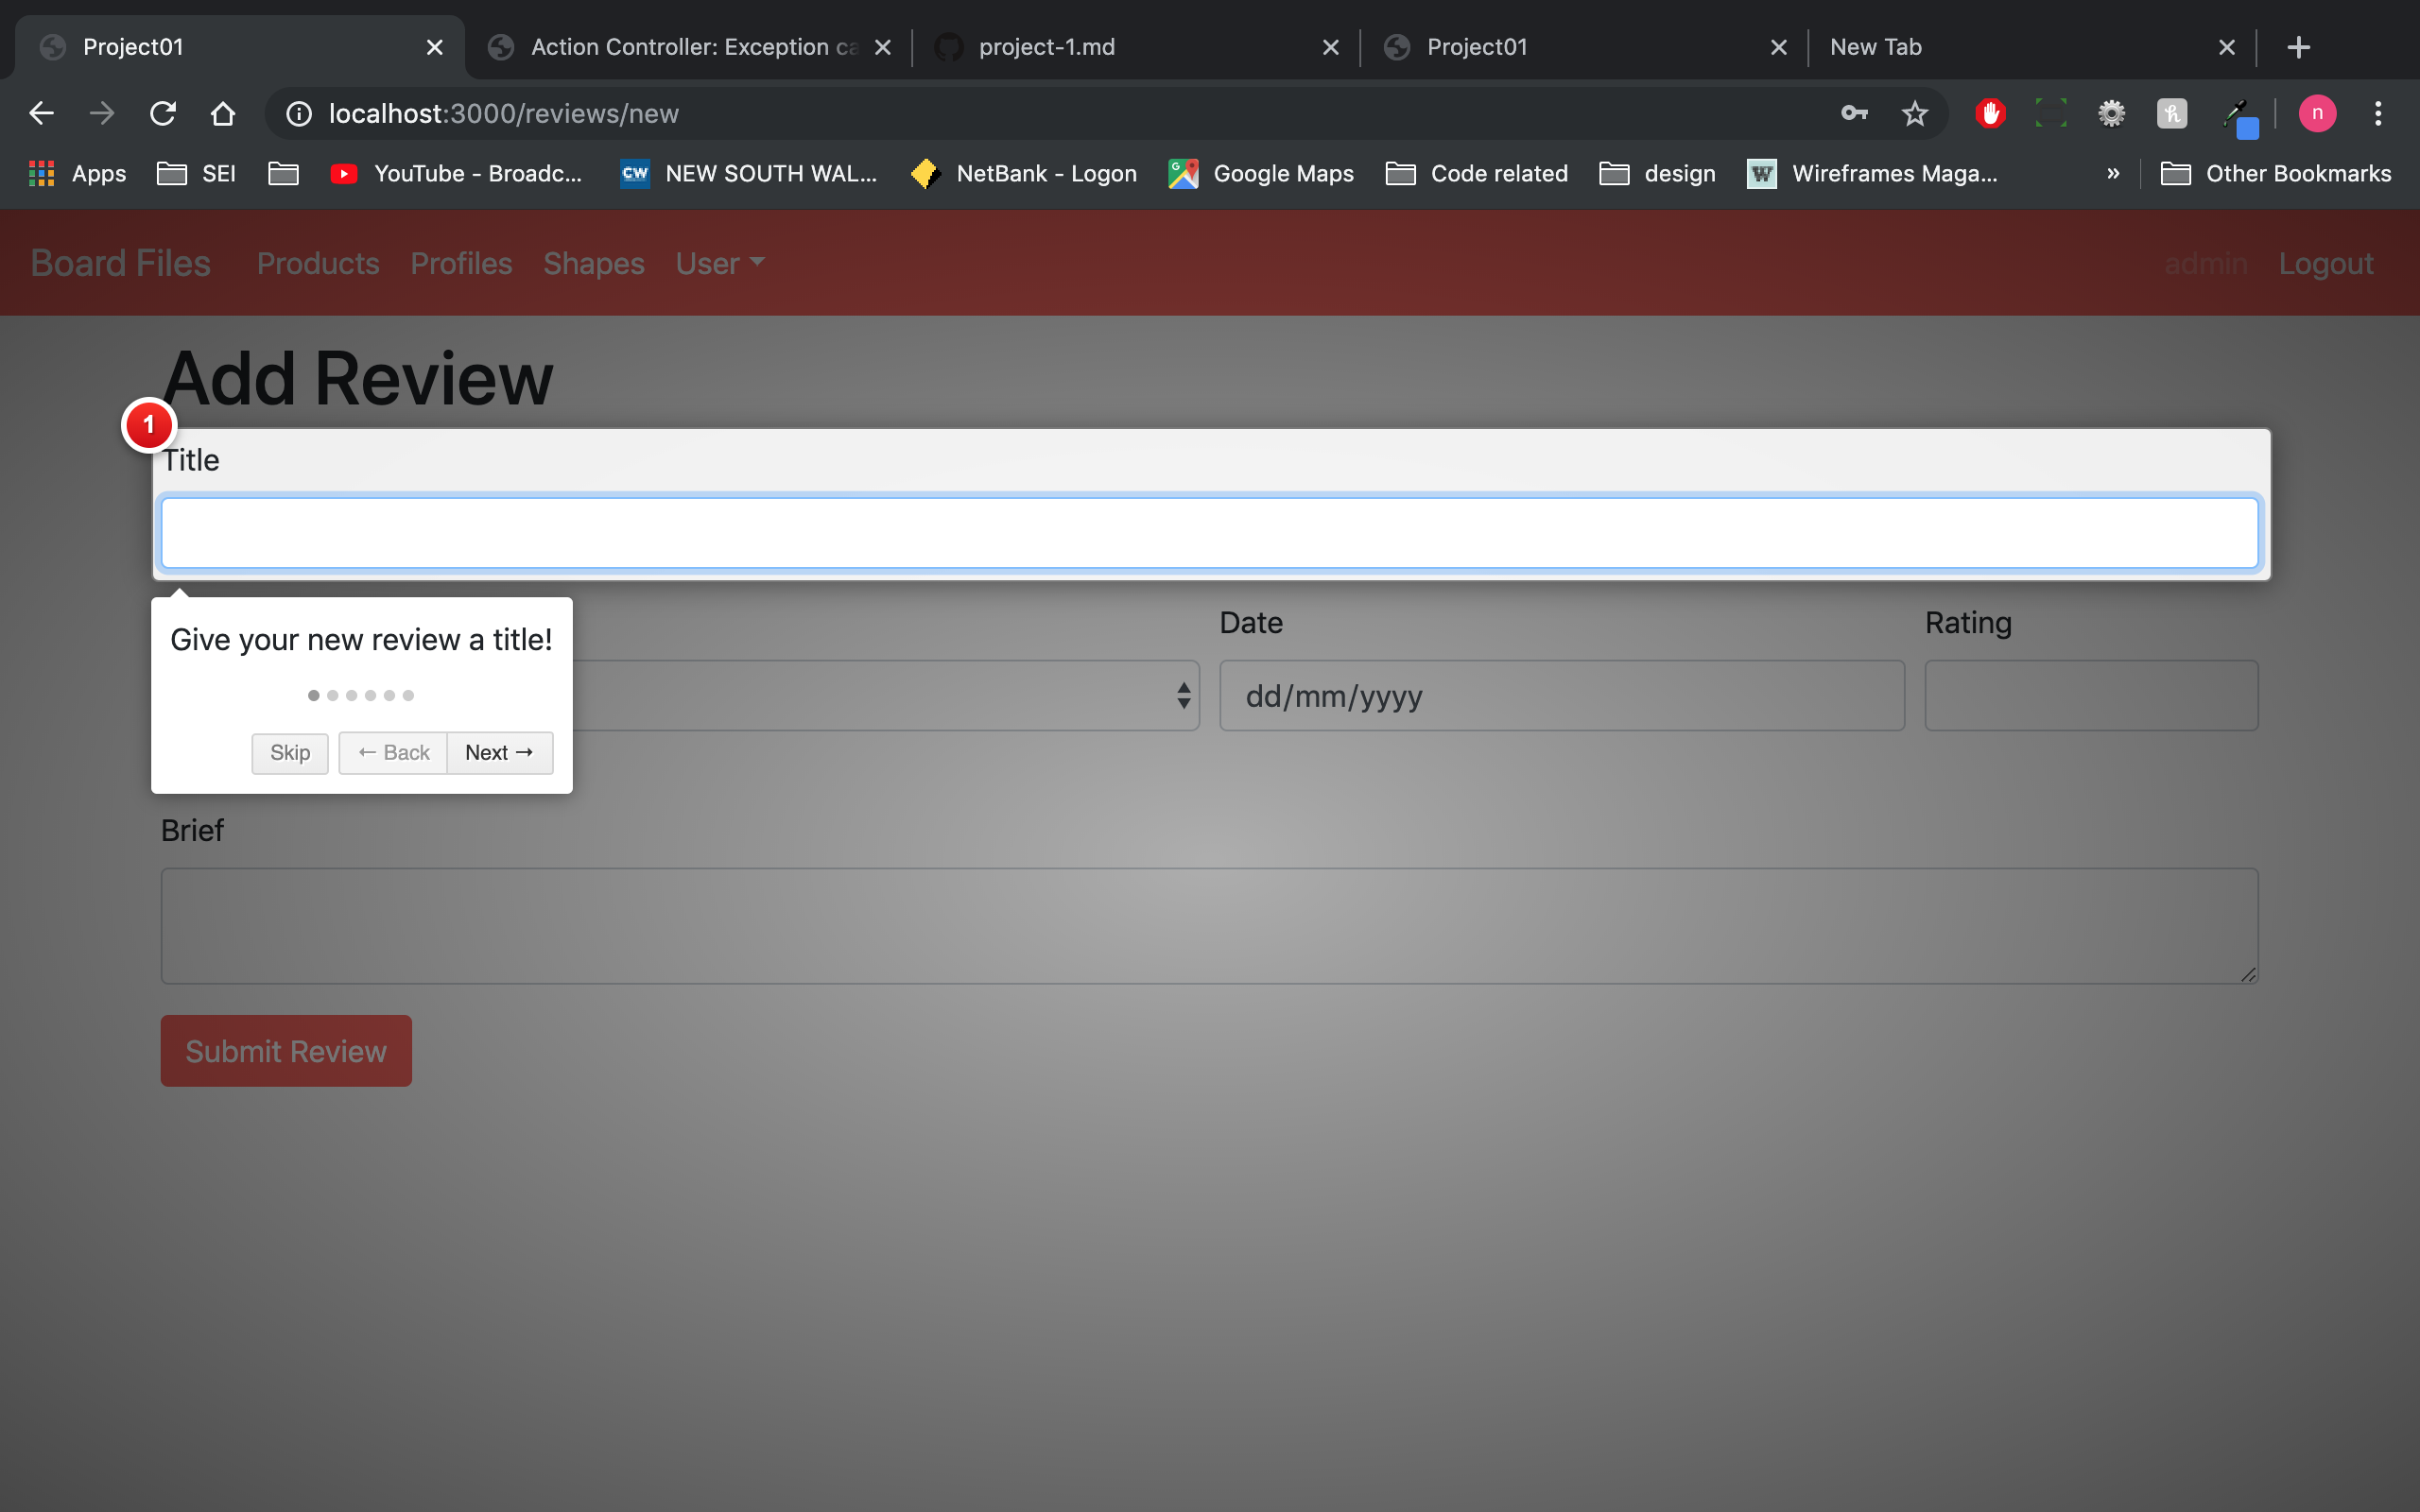 Project01
Action Controller: Exception ca
project-1.md
Project01
New Tab
localhost:3000/reviews/new
n
Apps
SEI
YouTube - Broadc...
CW
NEW SOUTH WAL...
NetBank - Logon
Google Maps
Code related
design
W
Wireframes Maga...
»
Other Bookmarks
Board Files
Products
Profiles
Shapes
User
admin
Logout
Add Review
1
Title
Give your new review a title!
Skip
← Back
Next →
Date
dd/mm/yyyy
Rating
Brief
Submit Review